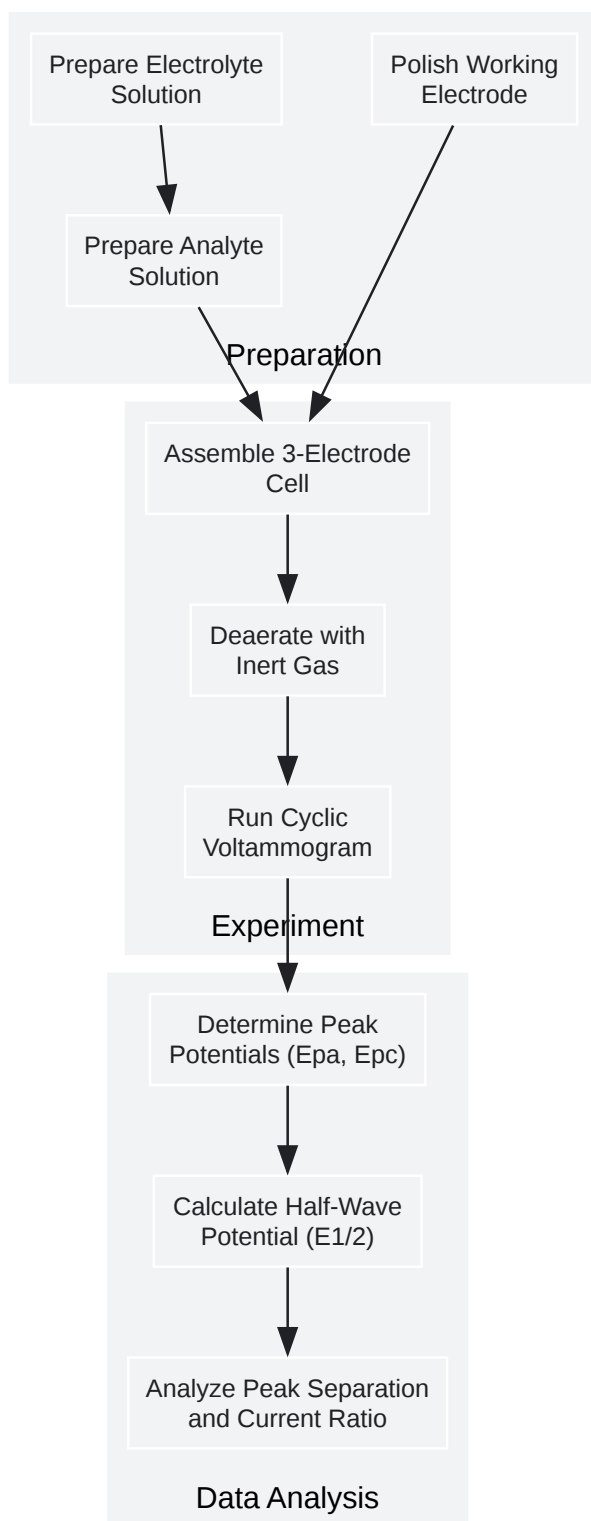 Prepare Electrolyte
Solution
Polish Working
Electrode
Prepare Analyte
Solution
Preparation
Assemble 3-Electrode
Cell
Deaerate with
Inert Gas
Run Cyclic
Voltammogram
Experiment
Determine Peak
Potentials (Epa, Epc)
Calculate Half-Wave
Potential (E1/2)
Analyze Peak Separation
and Current Ratio
Data Analysis